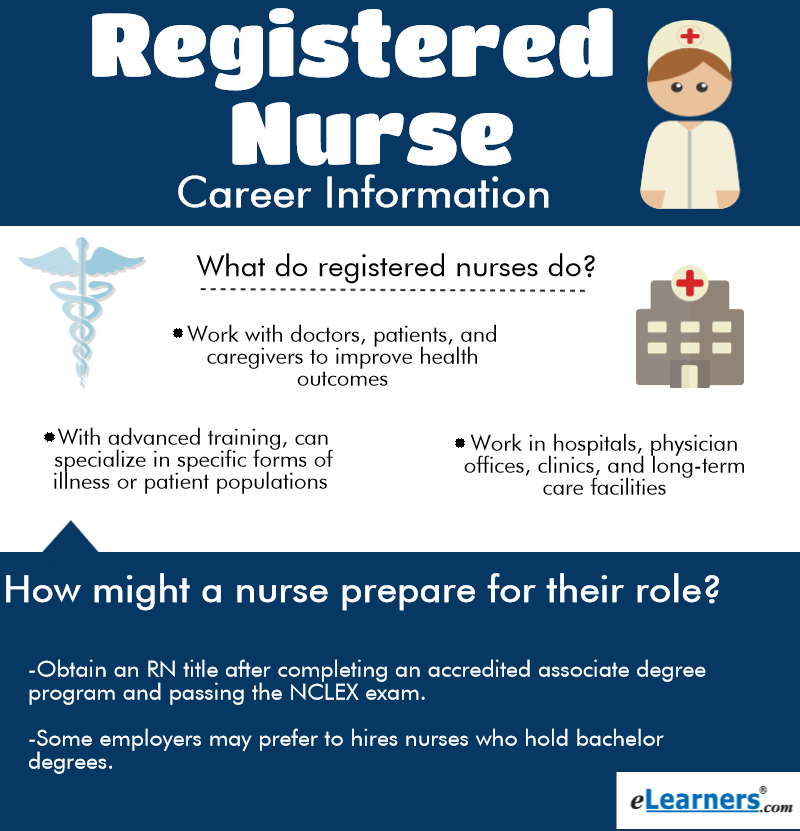 Registered
Nurse
Career Information
What do registered nurses do?
Work with doctors, patients, and
caregivers to improve health
outcomes
With advanced training, can
specialize in specific forms of
illness or patient populations
Work in hospitals, physician
offices, clinics, and long-term
care facilities
How might a nurse prepare for their role?
-Obtain an RN title after completing an accredited associate degree
program and passing the NCLEX exam.
-Some employers may prefer to hires nurses who hold bachelor
degrees.
eLearners®.com